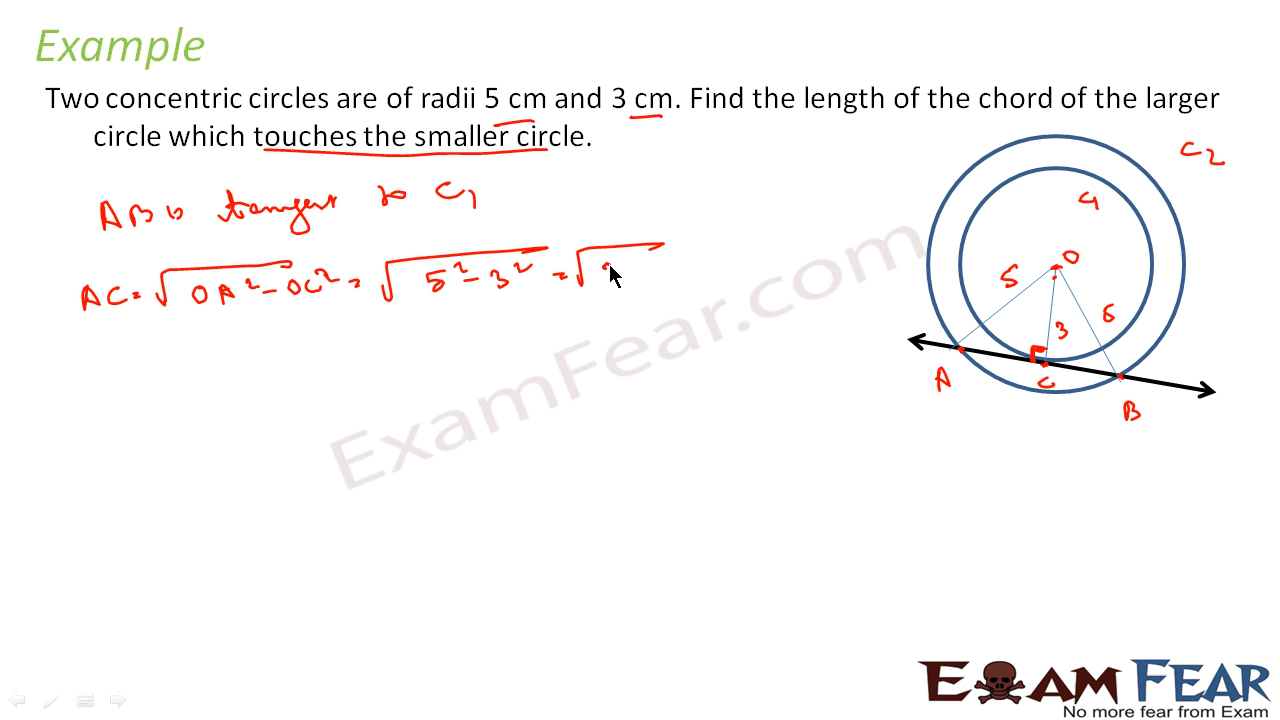 Example
Two concentric circles are of radii 5 cm and 3 cm. Find the length of the chord of the larger
circle which touches the smaller circle.
C2
AB is tangent to C1
C1
O
AC = √OA² - OC² = √5² - 3² = √
5
5
3
A
C
B
ExamFear.com
EXAM FEAR
No more fear from Exam